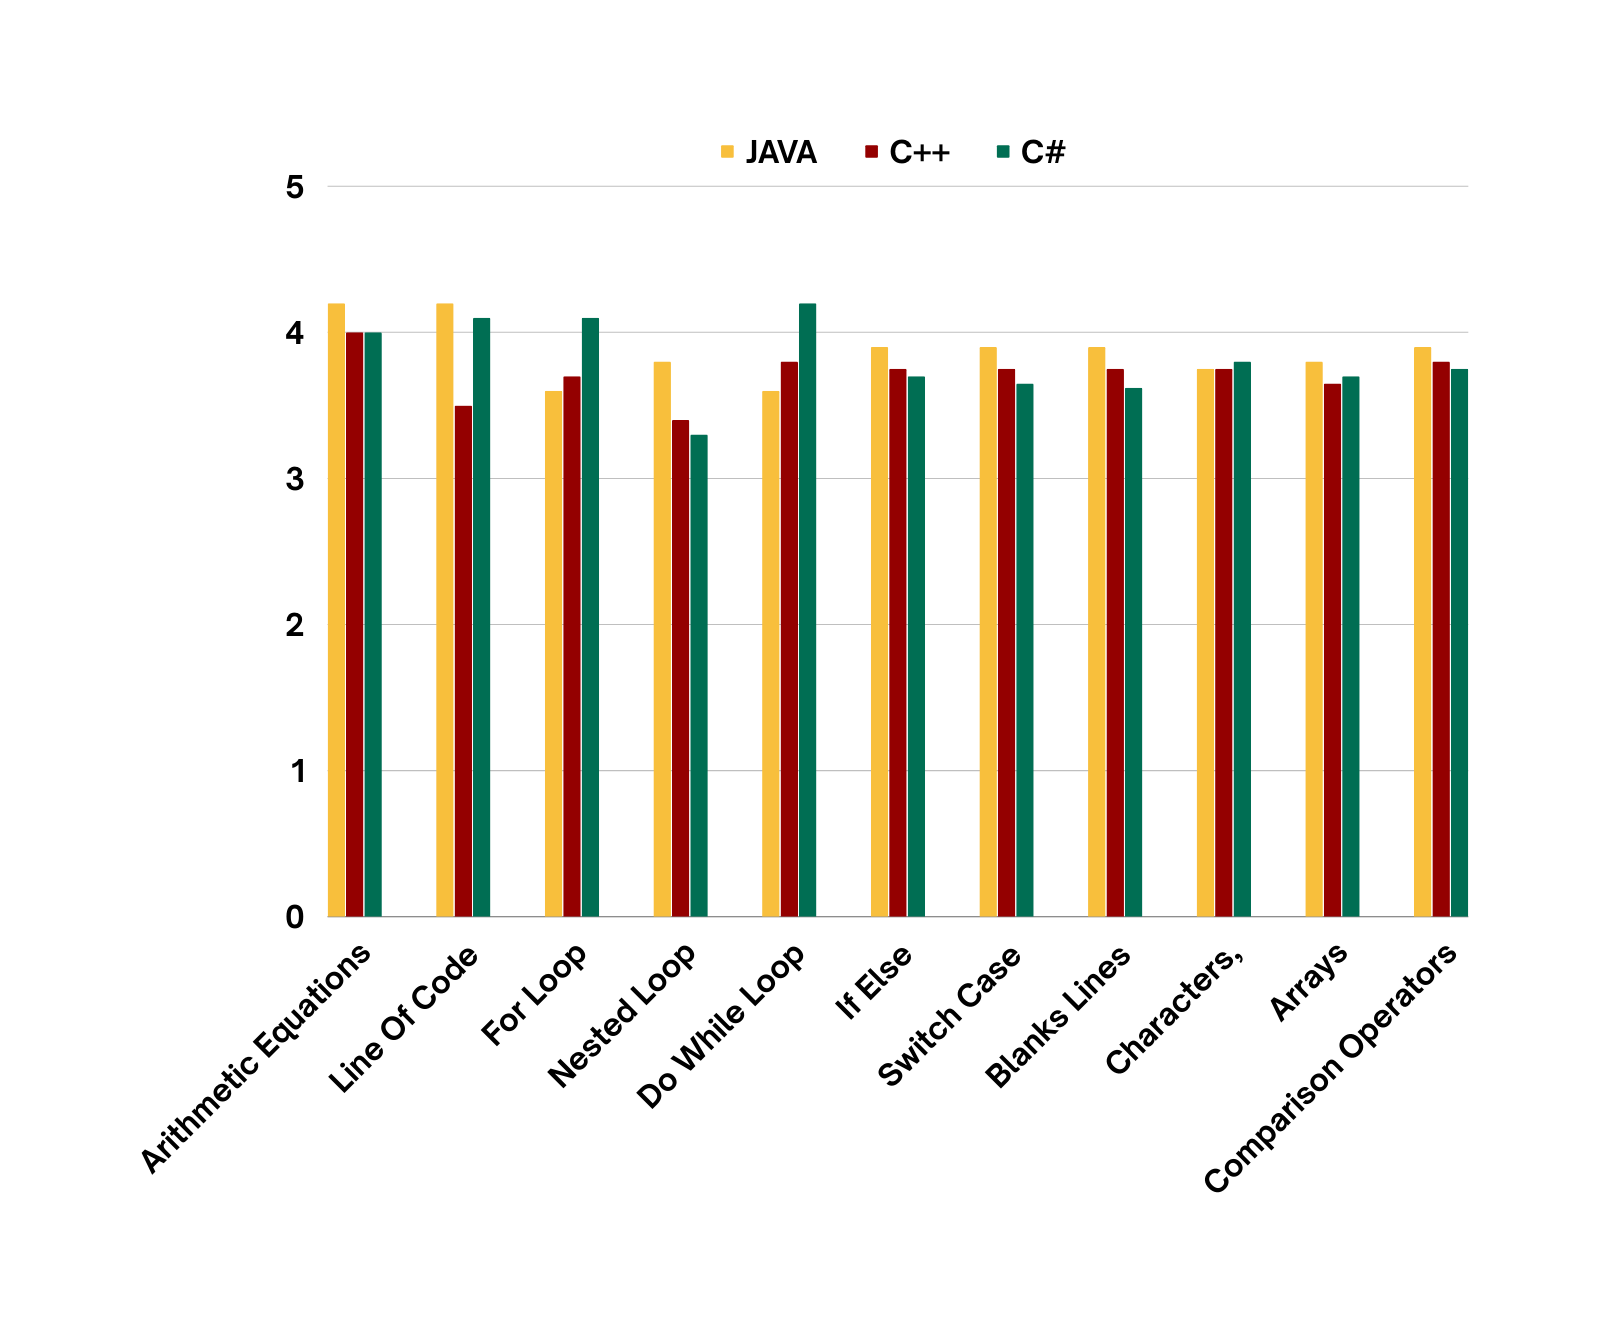 JAVA C++ C#
5
4
3
2
1
0
Arithmetic Equations
Line Of Code
For Loop
Nested Loop
Do While Loop
If Else
Switch Case
Blanks Lines
Characters,
Arrays
Comparison Operators